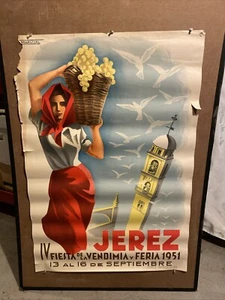 JEREZ
IV FIESTA DE LA VENDIMIA Y FERIA 1951
13 AL 16 DE SEPTIEMBRE